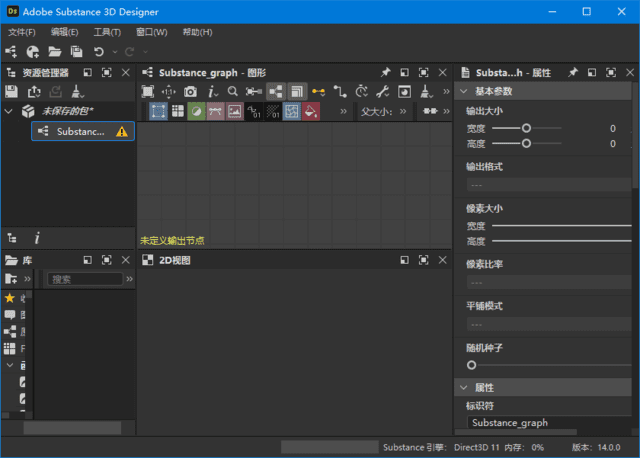 Ds Adobe Substance 3D Designer
文件(F) 编辑(E) 工具(T) 窗口(W) 帮助(H)
资源管理器
未保存的包*
Substanc...
Substance_graph - 图形
01 01 父大小:
未定义输出节点
库
搜索
2D视图
Substa...h - 属性
基本参数
输出大小
宽度 0
高度 0
输出格式
---
像素大小
宽度
高度
像素比率
---
平铺模式
---
随机种子
属性
标识符
Substance_graph
Substance 引擎: Direct3D 11 内存: 0% 版本: 14.0.0